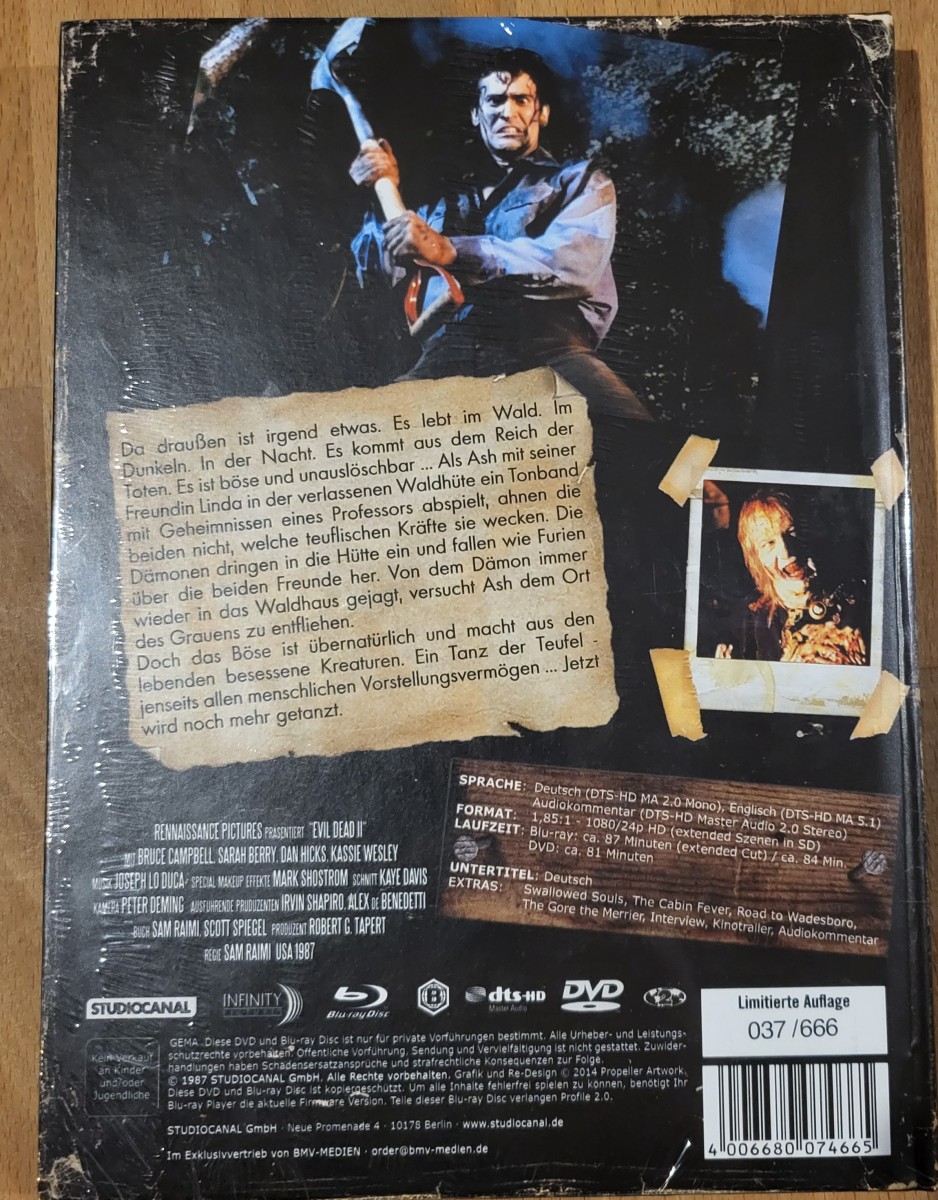 Da draußen ist irgend etwas. Es lebt im Wald. Im
Dunkeln. In der Nacht. Es kommt aus dem Reich der
Toten. Es ist böse und unauslöschbar ... Als Ash mit seiner
Freundin Linda in der verlassenen Waldhüte ein Tonband
mit Geheimnissen eines Professors abspielt, ahnen die
beiden nicht, welche teuflischen Kräfte sie wecken. Die
Dämonen dringen in die Hütte ein und fallen wie Furien
über die beiden Freunde her. Von dem Dämon immer
wieder in das Waldhaus gejagt, versucht Ash dem Ort
des Grauens zu entfliehen.
Doch das Böse ist übernatürlich und macht aus den
lebenden besessene Kreaturen. Ein Tanz der Teufel -
jenseits allen menschlichen Vorstellungsvermögen ... Jetzt
wird noch mehr getanzt.
SPRACHE: Deutsch (DTS-HD MA 2.0 Mono), Englisch (DTS-HD MA 5.1)
Audiokommentar (DTS-HD Master Audio 2.0 Stereo)
FORMAT: 1,85:1 - 1080/24p HD (extended Szenen in SD)
LAUFZEIT: Blu-ray: ca. 87 Minuten (extended Cut) / ca. 84 Min.
DVD: ca. 81 Minuten
UNTERTITEL: Deutsch
EXTRAS: Swallowed Souls, The Cabin Fever, Road to Wadesboro,
The Gore the Merrier, Interview, Kinotrailer, Audiokommentar
RENNAISSANCE PICTURES PRÄSENTIERT "EVIL DEAD II"
MIT BRUCE CAMPBELL, SARAH BERRY, DAN HICKS, KASSIE WESLEY
MUSIK JOSEPH LO DUCA SPECIAL MAKEUP EFFEKTE MARK SHOSTROM SCHNITT KAYE DAVIS
KAMERA PETER DEMING AUSFÜHRENDE PRODUZENTEN IRVIN SHAPIRO, ALEX DE BENEDETTI
BUCH SAM RAIMI, SCOTT SPIEGEL PRODUZENT ROBERT G. TAPERT
REGIE SAM RAIMI USA 1987
STUDIOCANAL INFINITY PICTURES Blu-ray Disc B dts-HD Master Audio DVD VIDEO 2
Limitierte Auflage
037 /666
Kein Verkauf
an Kinder
und/oder
Jugendliche
GEMA Diese DVD und Blu-ray Disc ist nur für private Vorführungen bestimmt. Alle Urheber- und Leistungs-
schutzrechte vorbehalten. Öffentliche Vorführung, Sendung und Vervielfaltigung ist nicht gestattet. Zuwider-
handlungen haben Schadensersatzansprüche und strafrechtliche Konsequenzen zur Folge.
© 1987 STUDIOCANAL GmbH. Alle Rechte vorbehalten. Grafik und Re-Design © 2014 Propeller Artwork.
Diese DVD und Blu-ray Disc ist kopiergeschützt. Um alle Inhalte fehlerfrei spielen zu können, benötigt Ihr
Blu-ray Player die aktuelle Firmware Version. Teile dieser Blu-ray Disc verlangen Profile 2.0.
STUDIOCANAL GmbH · Neue Promenade 4 · 10178 Berlin · www.studiocanal.de
Im Exklusivvertrieb von BMV-MEDIEN · order@bmv-medien.de
4 006680 074665